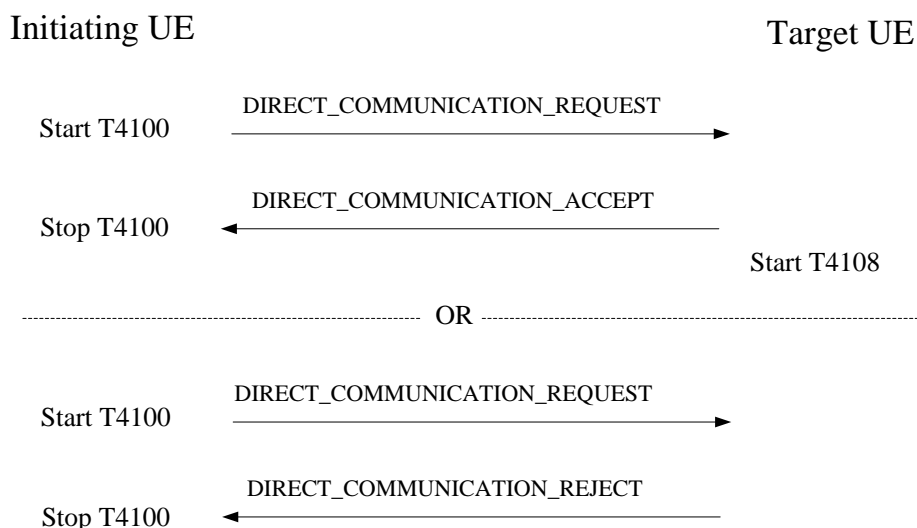 Initiating UE
Target UE
DIRECT_COMMUNICATION_REQUEST
Start T4100
DIRECT_COMMUNICATION_ACCEPT
Stop T4100
Start T4108
OR
DIRECT_COMMUNICATION_REQUEST
Start T4100
DIRECT_COMMUNICATION_REJECT
Stop T4100